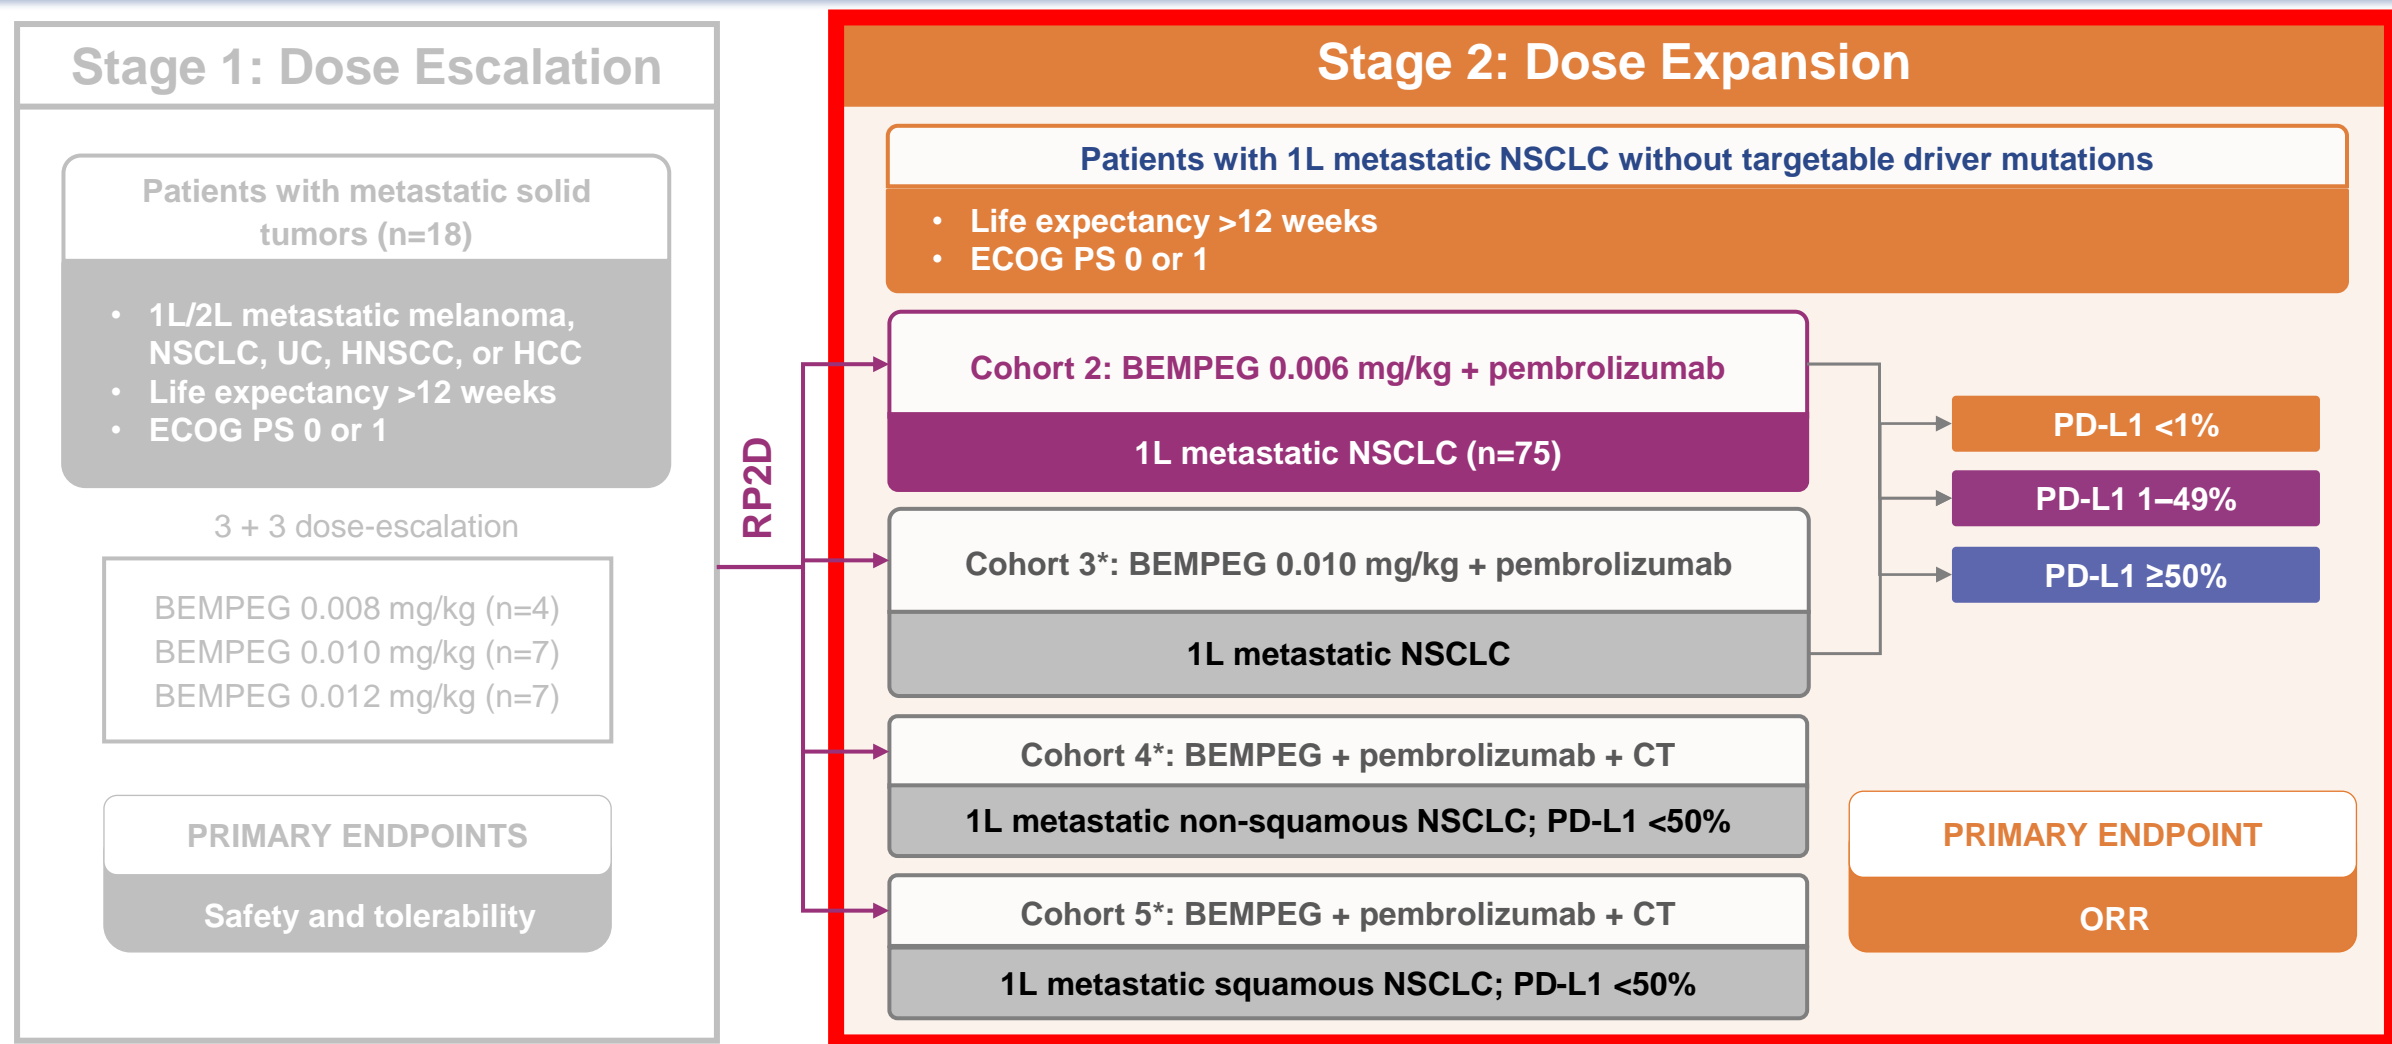 Stage 1: Dose Escalation
Patients with metastatic solid
tumors (n=18)
• 1L/2L metastatic melanoma,
NSCLC, UC, HNSCC, or HCC
• Life expectancy >12 weeks
• ECOG PS 0 or 1
3 + 3 dose-escalation
BEMPEG 0.008 mg/kg (n=4)
BEMPEG 0.010 mg/kg (n=7)
BEMPEG 0.012 mg/kg (n=7)
PRIMARY ENDPOINTS
Safety and tolerability
RP2D
Stage 2: Dose Expansion
Patients with 1L metastatic NSCLC without targetable driver mutations
• Life expectancy >12 weeks
• ECOG PS 0 or 1
Cohort 2: BEMPEG 0.006 mg/kg + pembrolizumab
1L metastatic NSCLC (n=75)
Cohort 3*: BEMPEG 0.010 mg/kg + pembrolizumab
1L metastatic NSCLC
Cohort 4*: BEMPEG + pembrolizumab + CT
1L metastatic non-squamous NSCLC; PD-L1 <50%
Cohort 5*: BEMPEG + pembrolizumab + CT
1L metastatic squamous NSCLC; PD-L1 <50%
PD-L1 <1%
PD-L1 1–49%
PD-L1 ≥50%
PRIMARY ENDPOINT
ORR